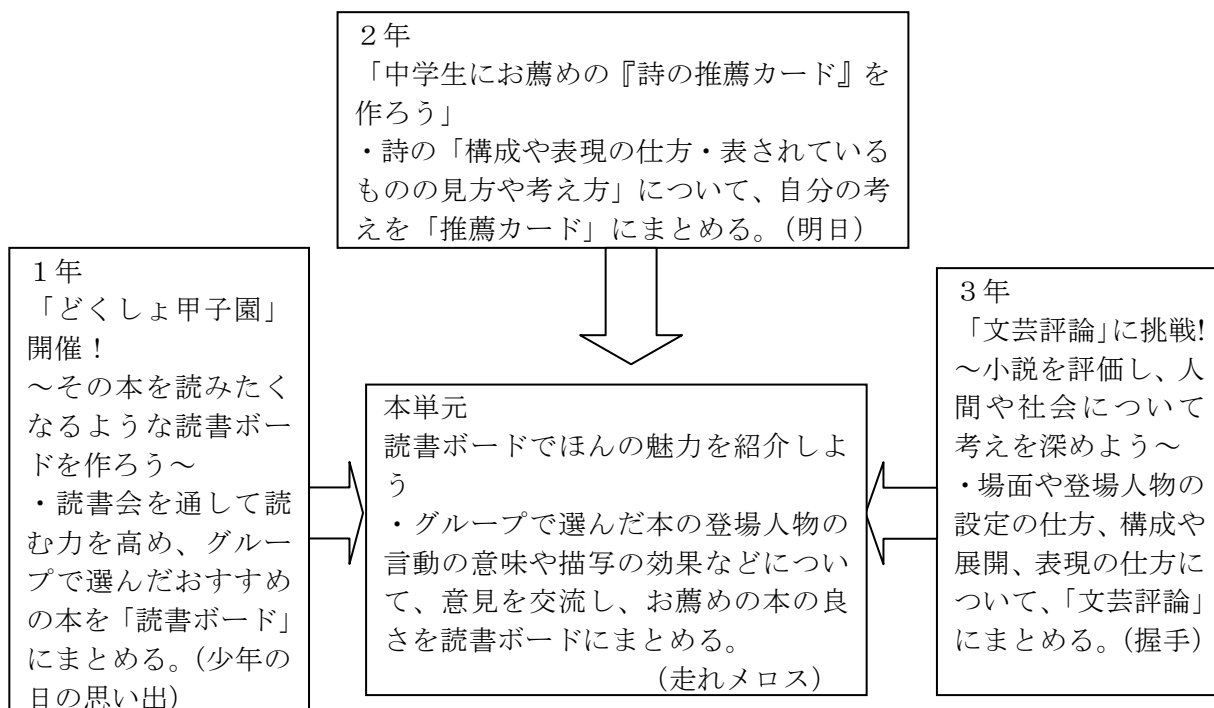 ２年
「中学生にお薦めの『詩の推薦カード』を
作ろう」
・詩の「構成や表現の仕方・表されている
ものの見方や考え方」について、自分の考
えを「推薦カード」にまとめる。（明日）
１年
「どくしょ甲子園」
開催！
～その本を読みたく
なるような読書ボー
ドを作ろう～
・読書会を通して読
む力を高め、グルー
プで選んだおすすめ
の本を「読書ボード」
にまとめる。（少年の
日の思い出）
本単元
読書ボードでほんの魅力を紹介しよ
う
・グループで選んだ本の登場人物の
言動の意味や描写の効果などについ
て、意見を交流し、お薦めの本の良
さを読書ボードにまとめる。
（走れメロス）
３年
「文芸評論」に挑戦！
～小説を評価し、人
間や社会について
考えを深めよう～
・場面や登場人物の
設定の仕方、構成や
展開、表現の仕方に
ついて、「文芸評論」
にまとめる。（握手）